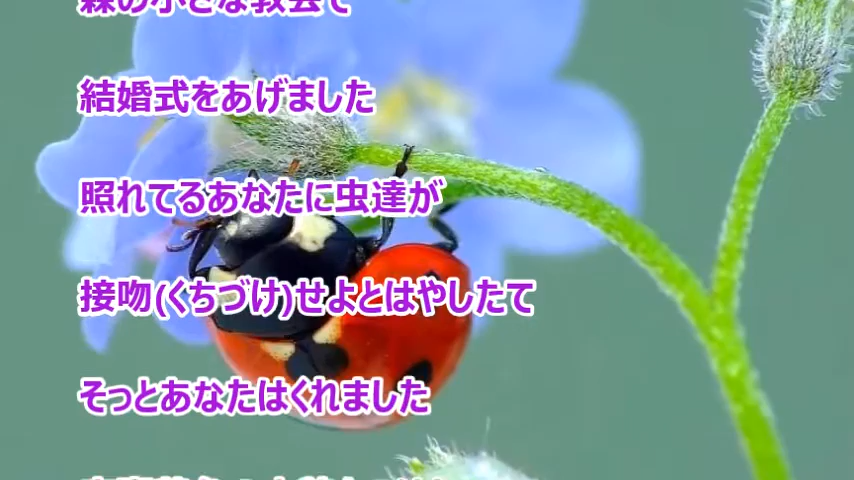 森の小さな教会で
結婚式をあげました
照れてるあなたに虫達が
接吻(くちづけ)せよとはやしたて
そっとあなたはくれました